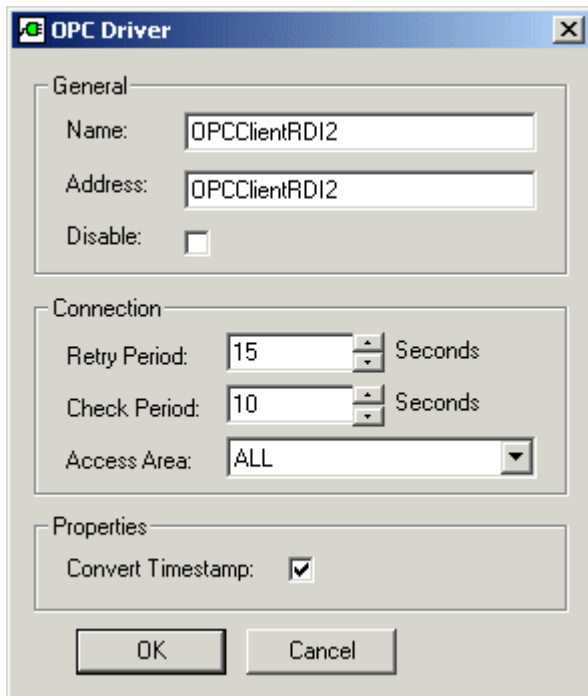 OPC Driver
General
Name: OPCClientRDI2
Address: OPCClientRDI2
Disable:
Connection
Retry Period: 15 Seconds
Check Period: 10 Seconds
Access Area: ALL
Properties
Convert Timestamp:
OK Cancel